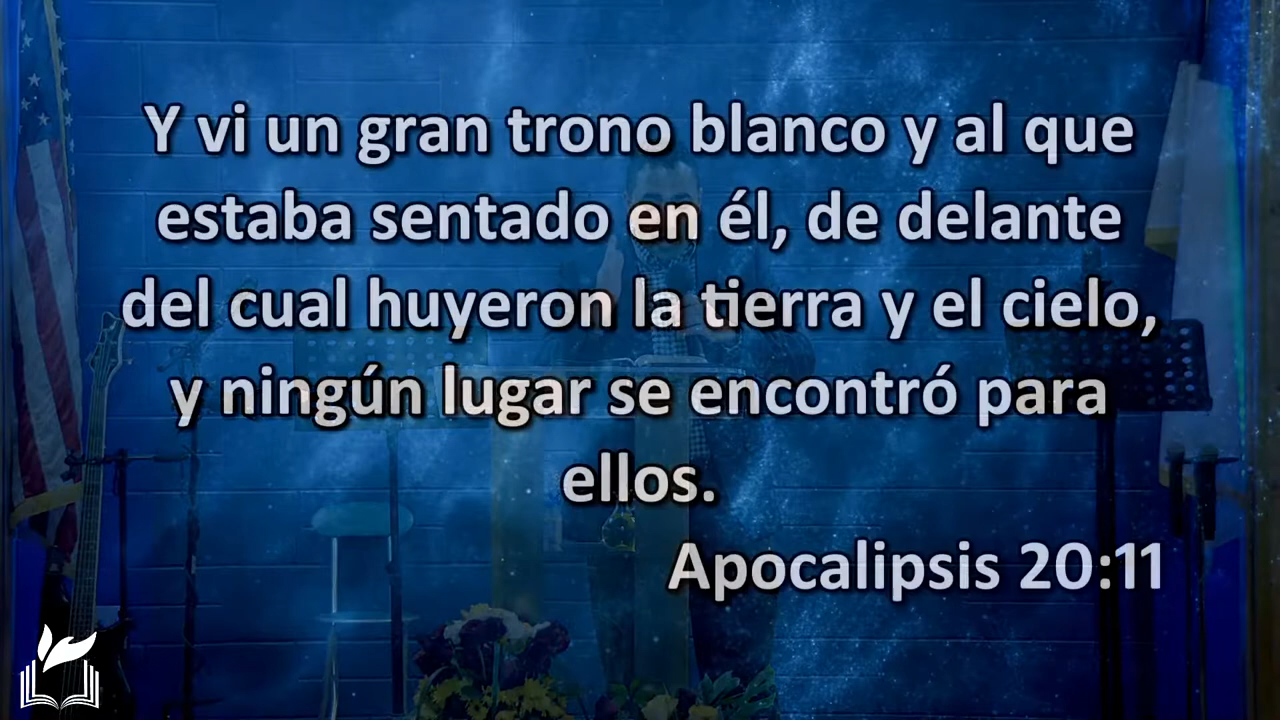 Y vi un gran trono blanco y al que
estaba sentado en él, de delante
del cual huyeron la tierra y el cielo,
y ningún lugar se encontró para
ellos.
Apocalipsis 20:11